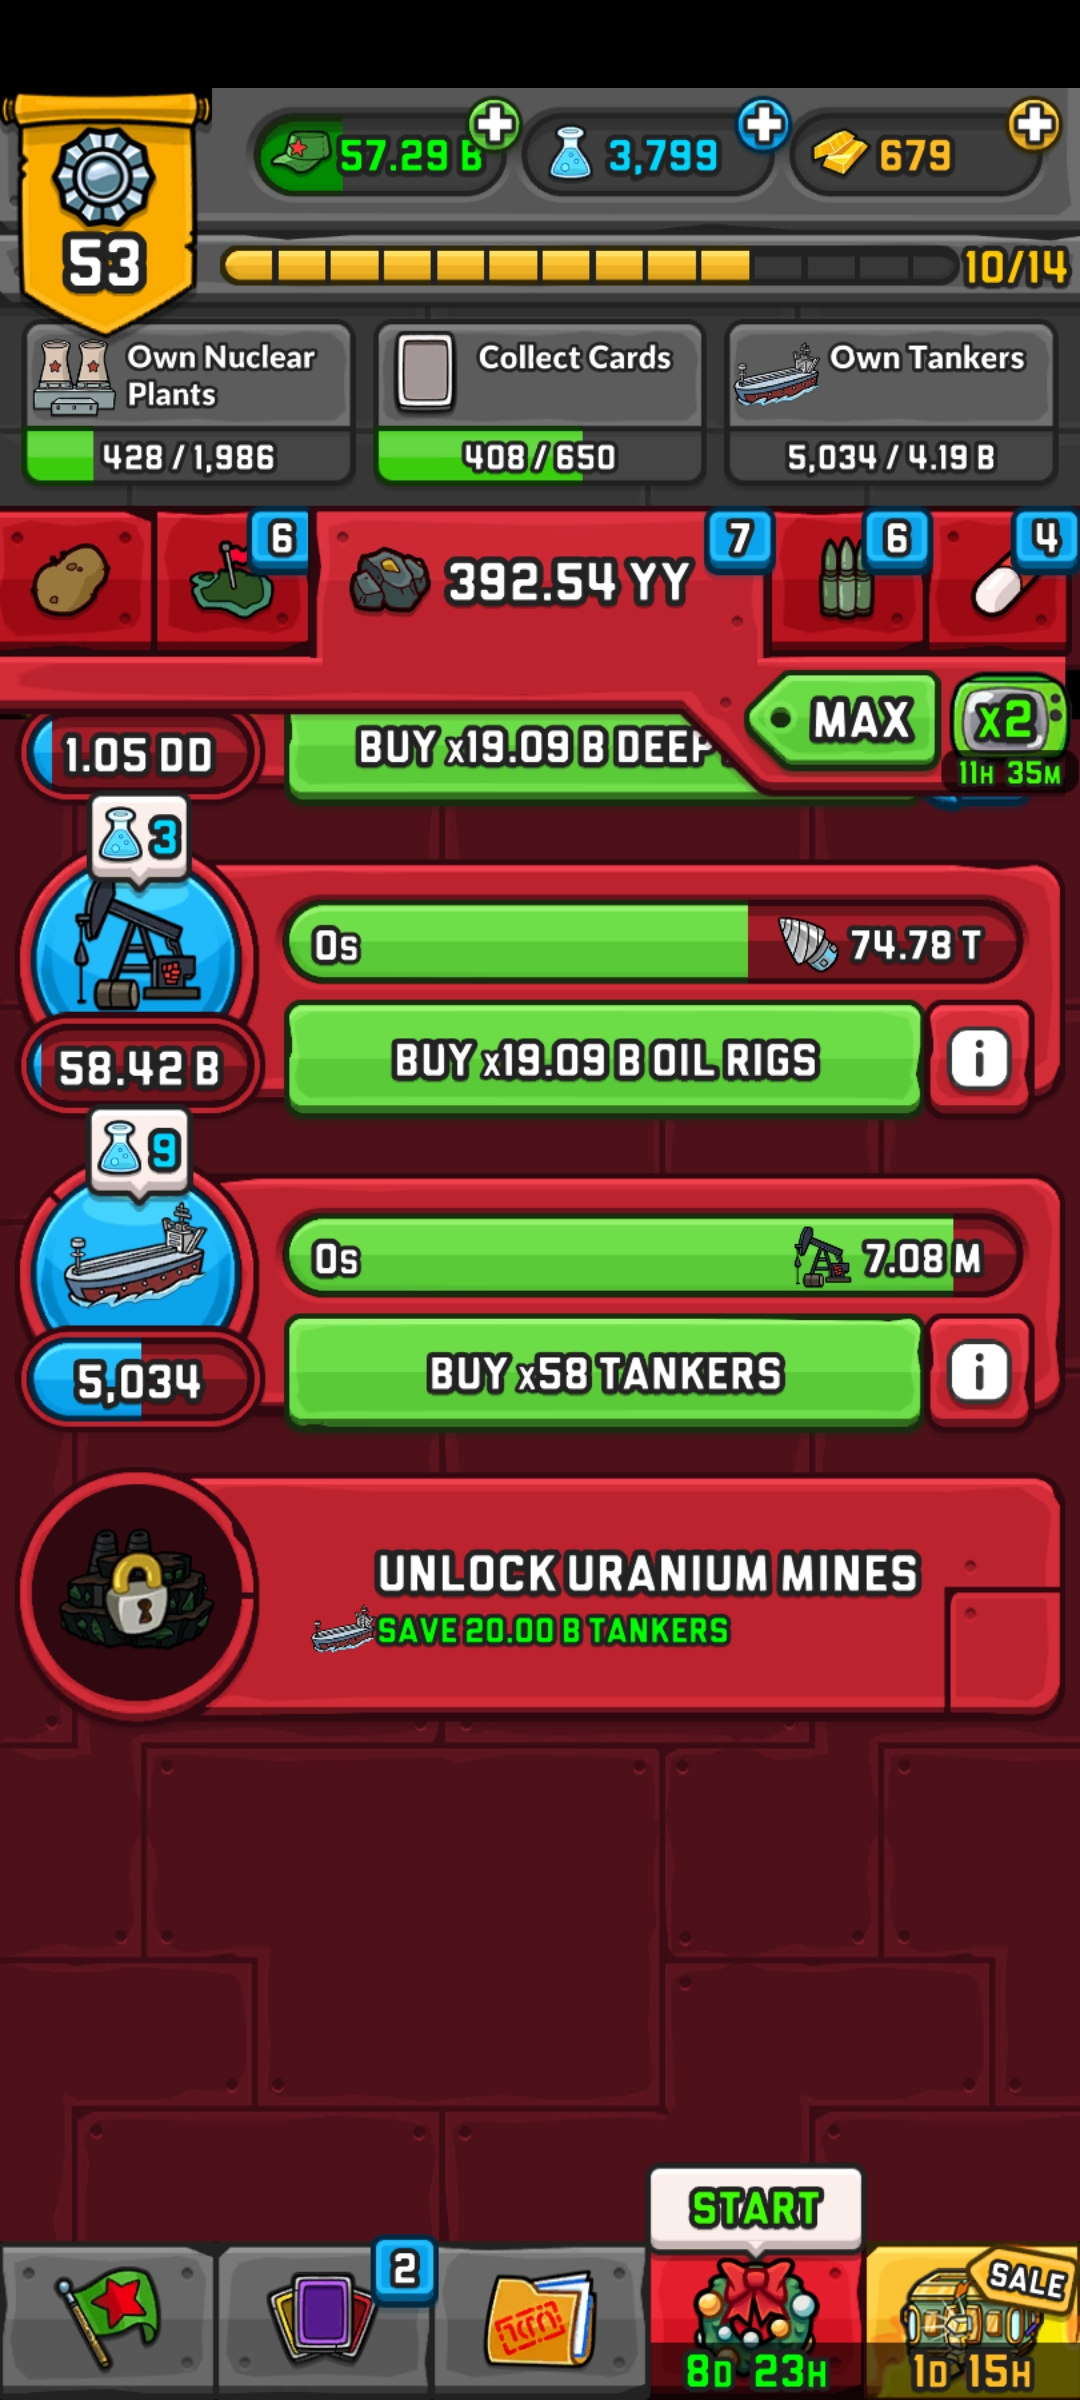 57.29 B
3,799
679
53
10/14
Own Nuclear
Plants
428 / 1,986
Collect Cards
408 / 650
Own Tankers
5,034 / 4.19 B
6
392.54 YY
7
6
4
MAX
x2
11H 35M
1.05 DD
BUY x19.09 B DEEP
3
0s
74.78 T
58.42 B
BUY x19.09 B OIL RIGS
i
9
0s
7.08 M
5,034
BUY x58 TANKERS
i
UNLOCK URANIUM MINES
SAVE 20.00 B TANKERS
START
2
SALE
8D 23H
1D 15H